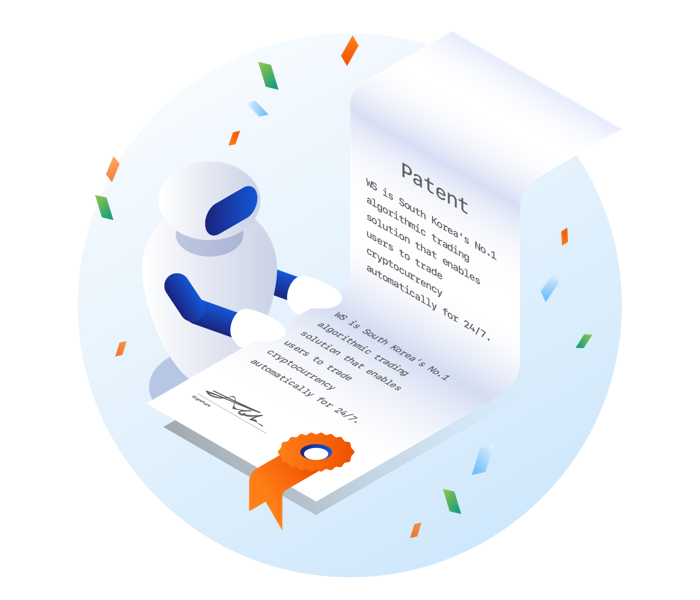 Patent
WS is South Korea's No.1
algorithmic trading
solution that enables
users to trade
cryptocurrency
automatically for 24/7.
WS is South Korea's No.1
algorithmic trading
solution that enables
users to trade
cryptocurrency
automatically for 24/7.
Signature